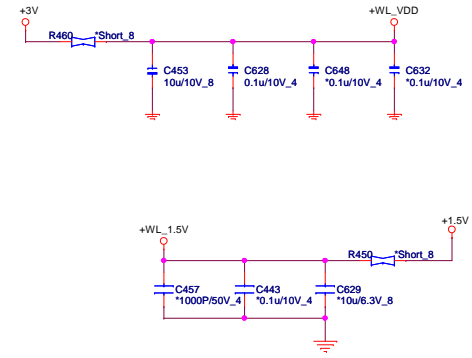 +3V
+WL_VDD
R460
*Short_8
C453
10u/10V_8
C628
0.1u/10V_4
C648
*0.1u/10V_4
C632
*0.1u/10V_4
+WL_1.5V
+1.5V
R450
*Short_8
C457
*1000P/50V_4
C443
*0.1u/10V_4
C629
*10u/6.3V_8